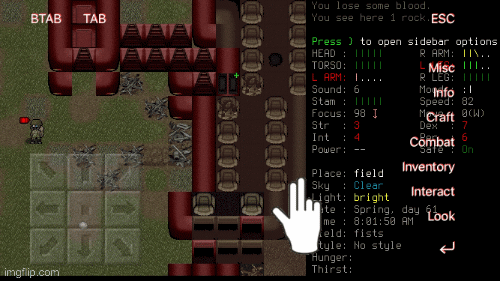 You lose some blood.
You see here 1 rock.
BTAB TAB ESC
Press } to open sidebar options
HEAD : R ARM:
TORSO:
L ARM: R LEG:
Misc
Sound: 6
Info
Stam : Speed: 82
Focus: 98
Craft
Str : 3 Dex : 7
Int : 4
Combat
Power: -- Safe : On
Inventory
Place: field
Sky : Clear
Interact
Light: bright
Look
Date : Spring, day 61
Time : 8:01:50 AM
Wield: fists
Style: No style
Hunger:
Thirst:
imgflip.com